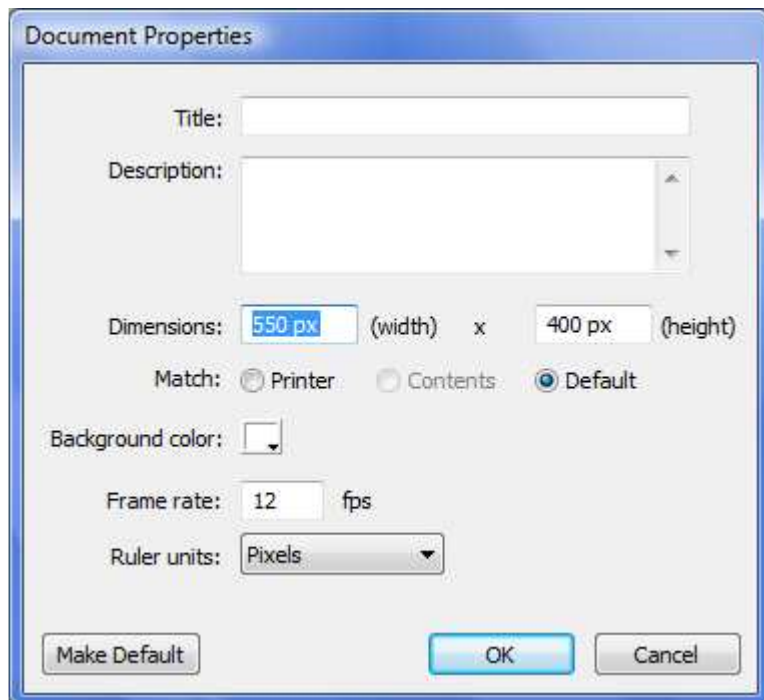 Document Properties
Title:
Description:
Dimensions: 550 px (width) x 400 px (height)
Match: Printer Contents Default
Background color:
Frame rate: 12 fps
Ruler units: Pixels
Make Default OK Cancel